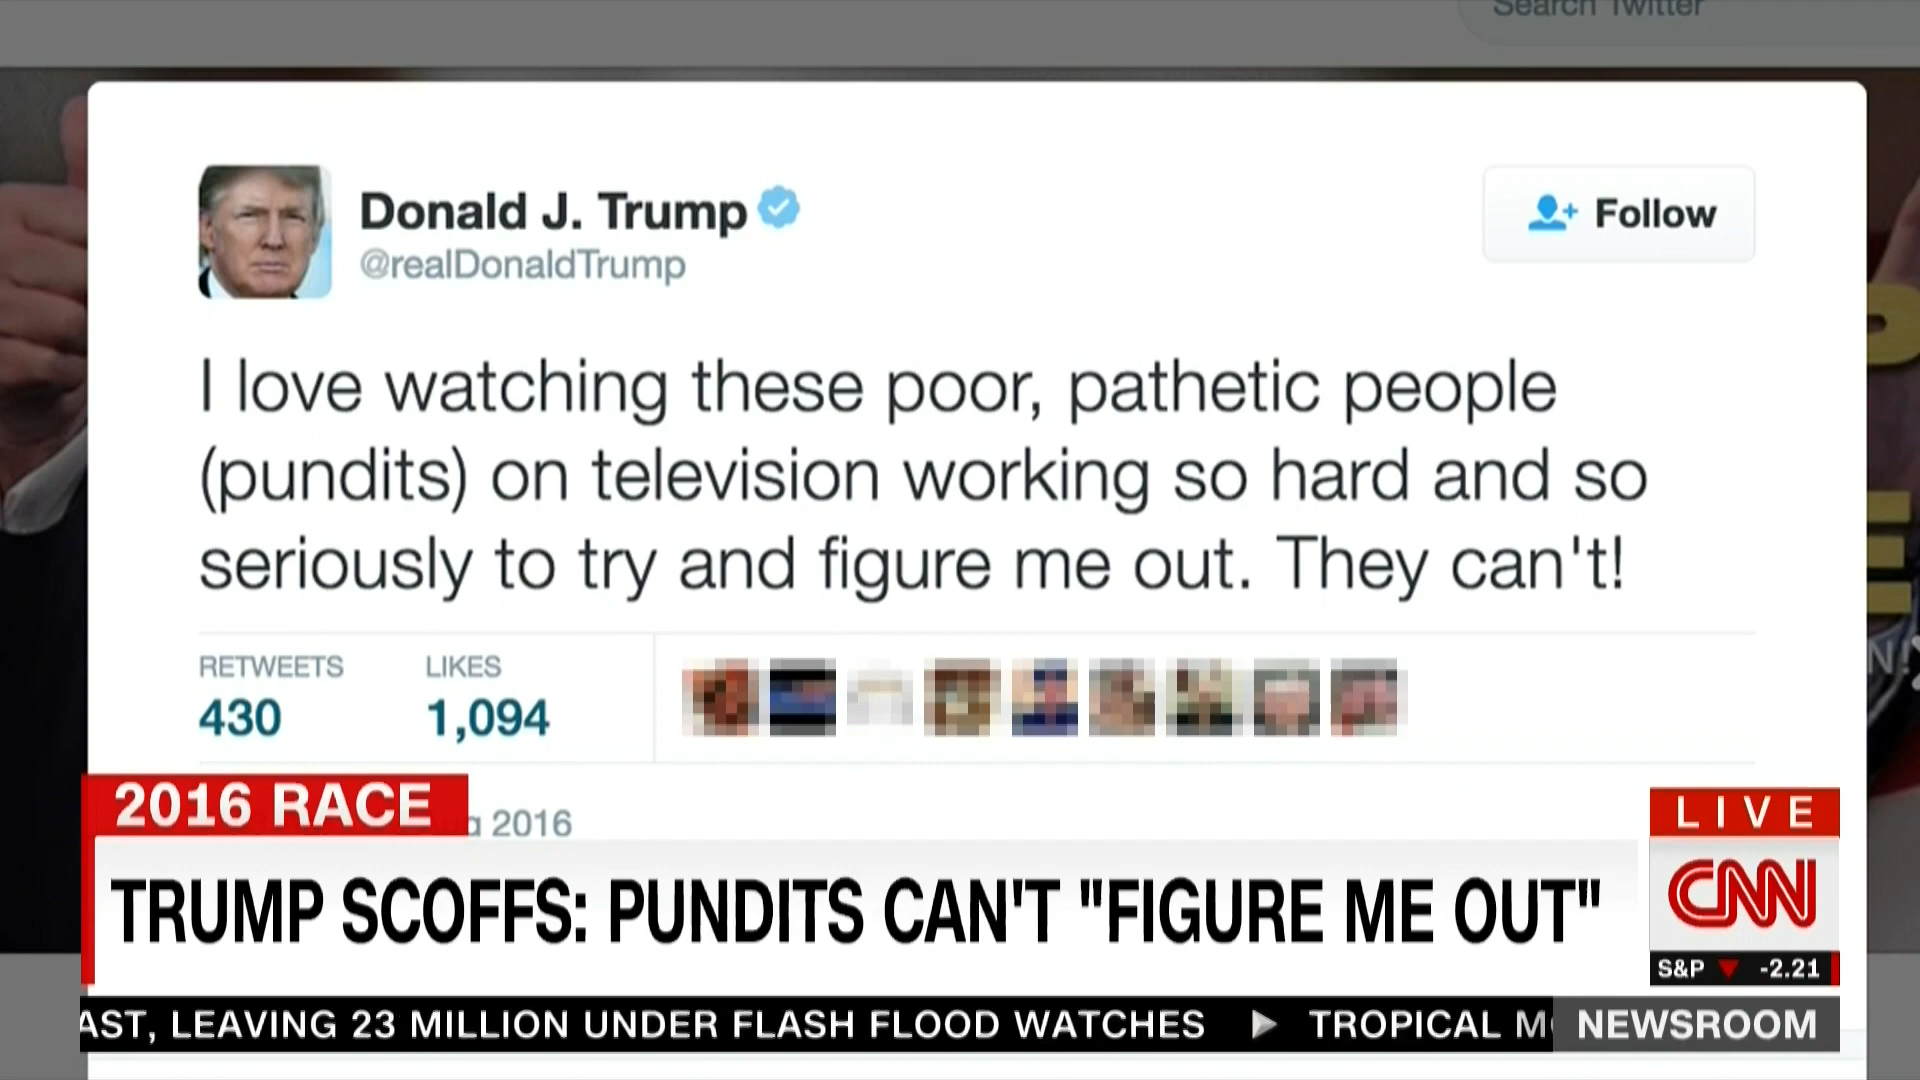 Search Twitter
Donald J. Trump
@realDonaldTrump
Follow
I love watching these poor, pathetic people
(pundits) on television working so hard and so
seriously to try and figure me out. They can't!
RETWEETS
430
LIKES
1,094
2016 RACE
2016
TRUMP SCOFFS: PUNDITS CAN'T "FIGURE ME OUT"
LIVE
CNN
S&P -2.21
LEAVING 23 MILLION UNDER FLASH FLOOD WATCHES
TROPICAL
NEWSROOM